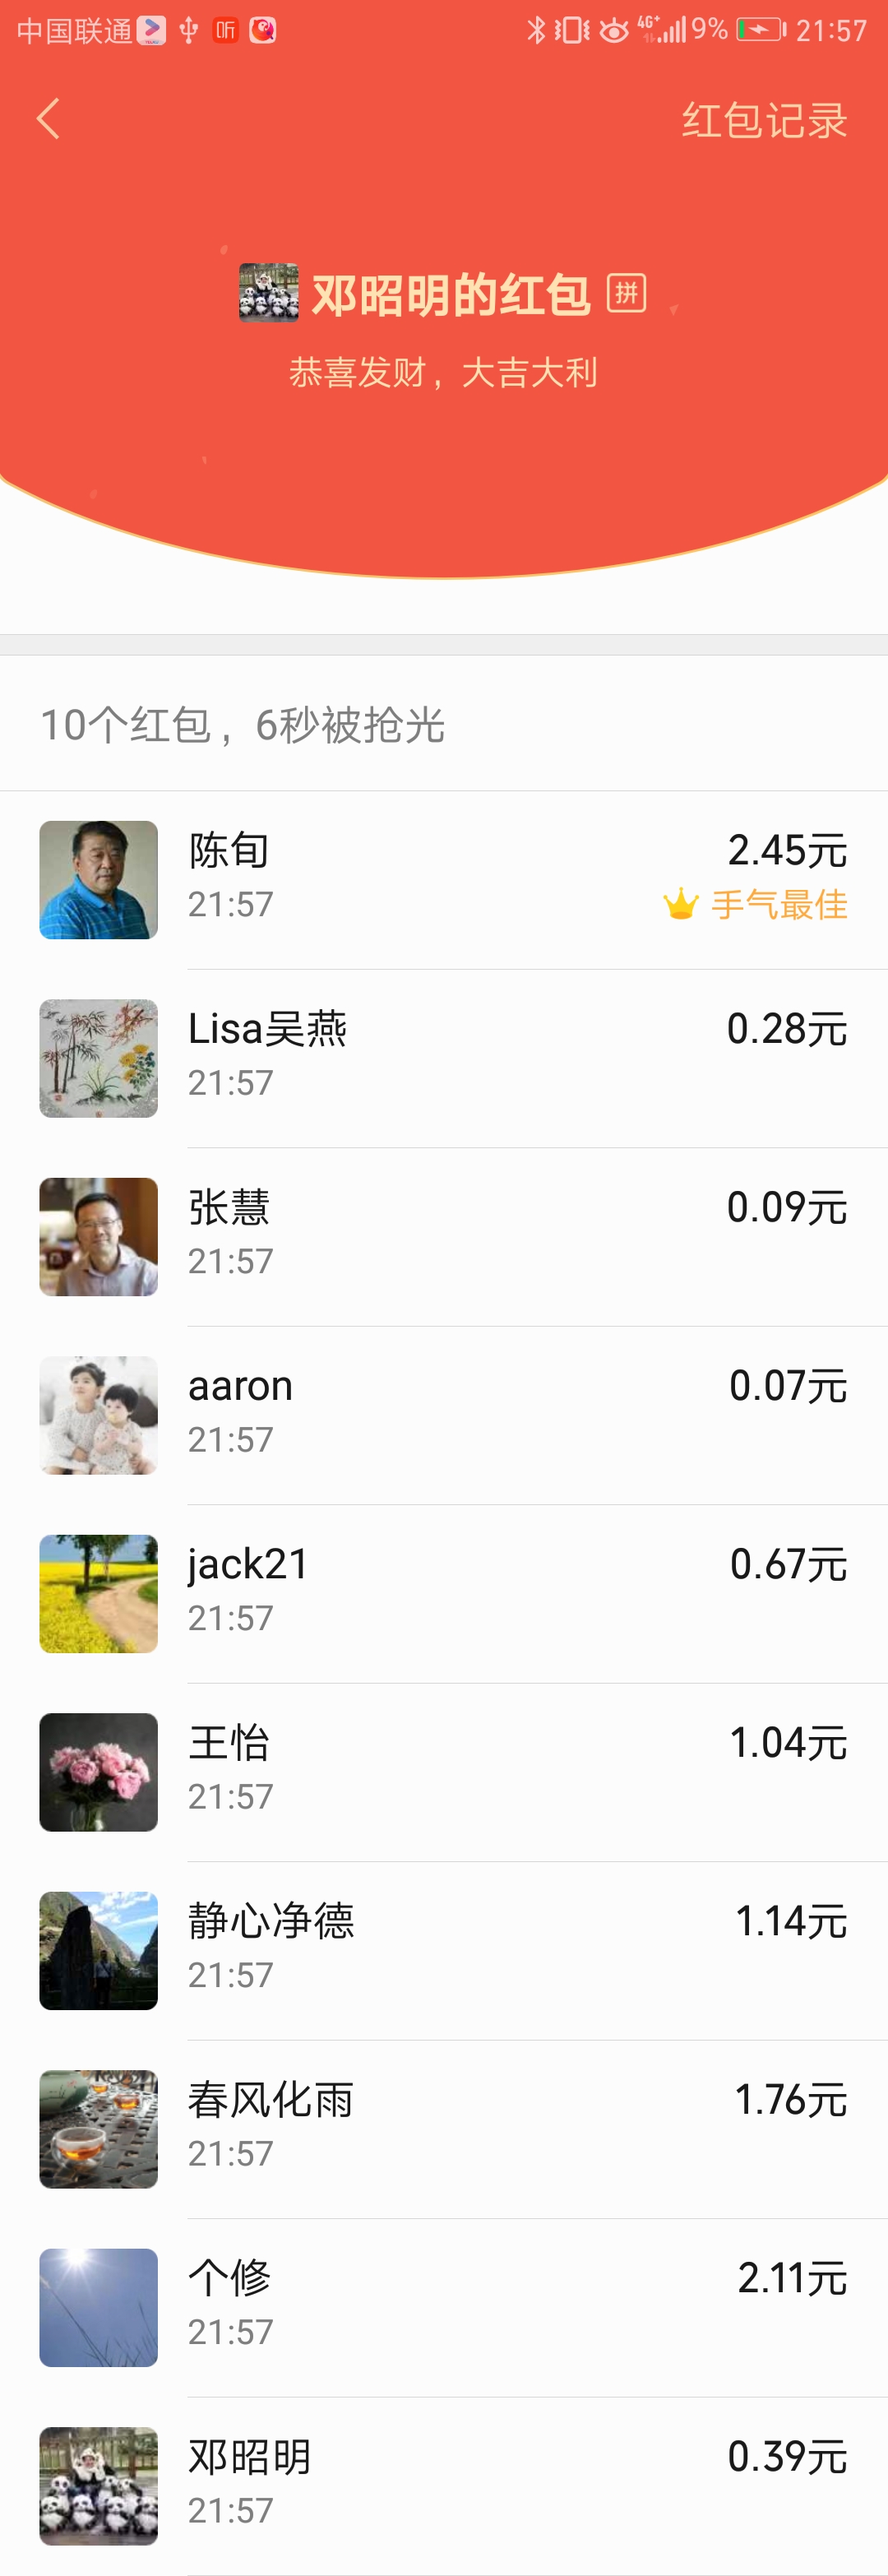 中国联通 听 4G+ 9% 21:57
红包记录
邓昭明的红包 拼
恭喜发财，大吉大利
10个红包，6秒被抢光
陈旬 2.45元
21:57 手气最佳
Lisa吴燕 0.28元
21:57
张慧 0.09元
21:57
aaron 0.07元
21:57
jack21 0.67元
21:57
王怡 1.04元
21:57
静心净德 1.14元
21:57
春风化雨 1.76元
21:57
个修 2.11元
21:57
邓昭明 0.39元
21:57